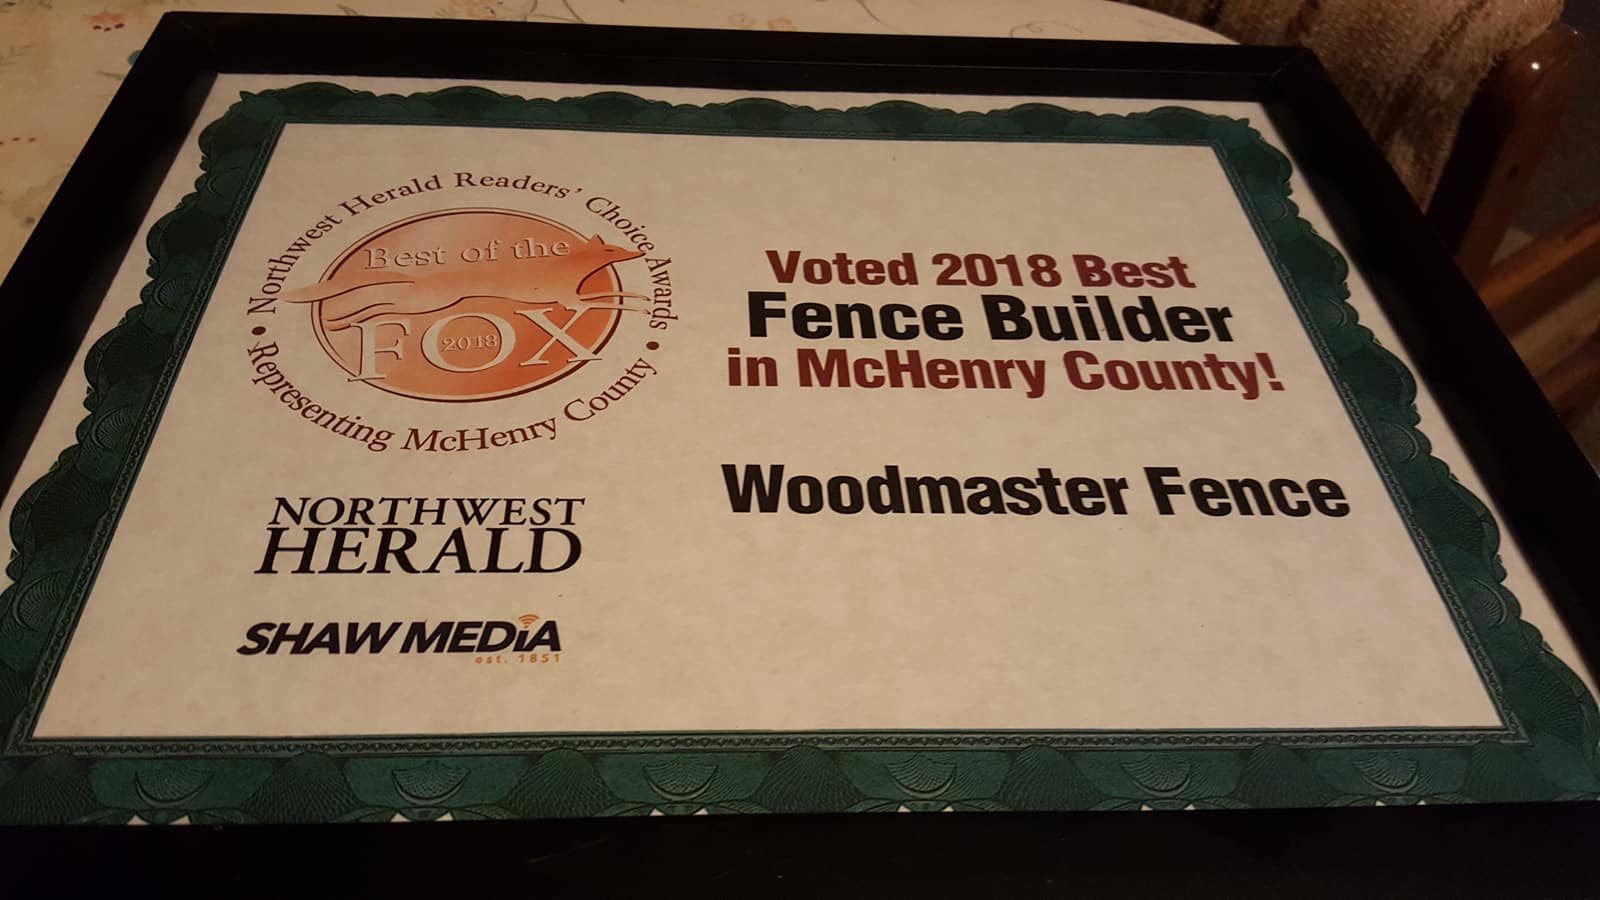 Northwest Herald Readers' Choice Awards
• Representing McHenry County •
Best of the
FOX
2018
NORTHWEST
HERALD
SHAW MEDiA
est. 1851
Voted 2018 Best
Fence Builder
in McHenry County!
Woodmaster Fence